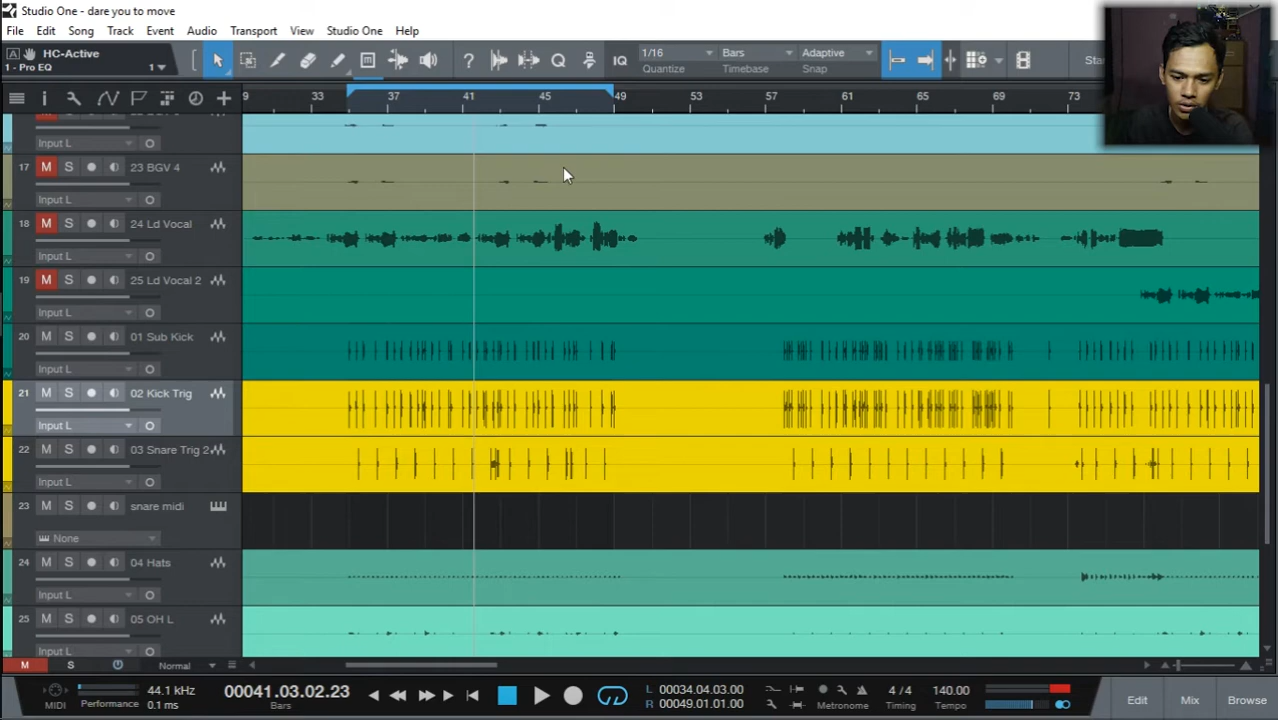 Studio One - dare you to move
File Edit Song Track Event Audio Transport View Studio One Help
A HC-Active
1 - Pro EQ 1
? IQ 1/16 Bars Adaptive
Quantize Timebase Snap
9 33 37 41 45 49 53 57 61 65 69 73
Input L
17 M S 23 BGV 4
Input L
18 M S 24 Ld Vocal
Input L
19 M S 25 Ld Vocal 2
Input L
20 M S 01 Sub Kick
Input L
21 M S 02 Kick Trig
Input L
22 M S 03 Snare Trig 2
Input L
23 snare midi
None
24 M S 04 Hats
Input L
25 M S 05 OH L
Input L
M S Normal
MIDI
44.1 kHz
0.1 ms
Performance
00041.03.02.23
Bars
L 00034.04.03.00
R 00049.01.01.00
Metronome
4 / 4
Timing
140.00
Tempo
Edit Mix Browse